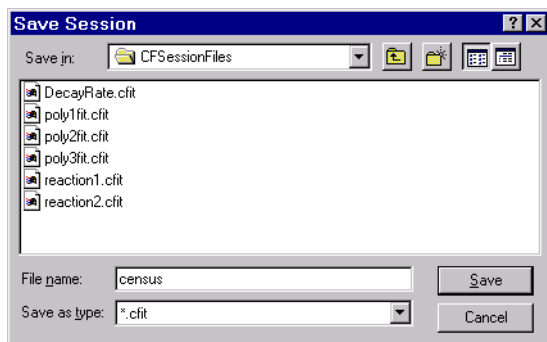 Save Session
Save in: CFSessionFiles
DecayRate.cfit
poly1fit.cfit
poly2fit.cfit
poly3fit.cfit
reaction1.cfit
reaction2.cfit
File name: census Save
Save as type: *.cfit Cancel